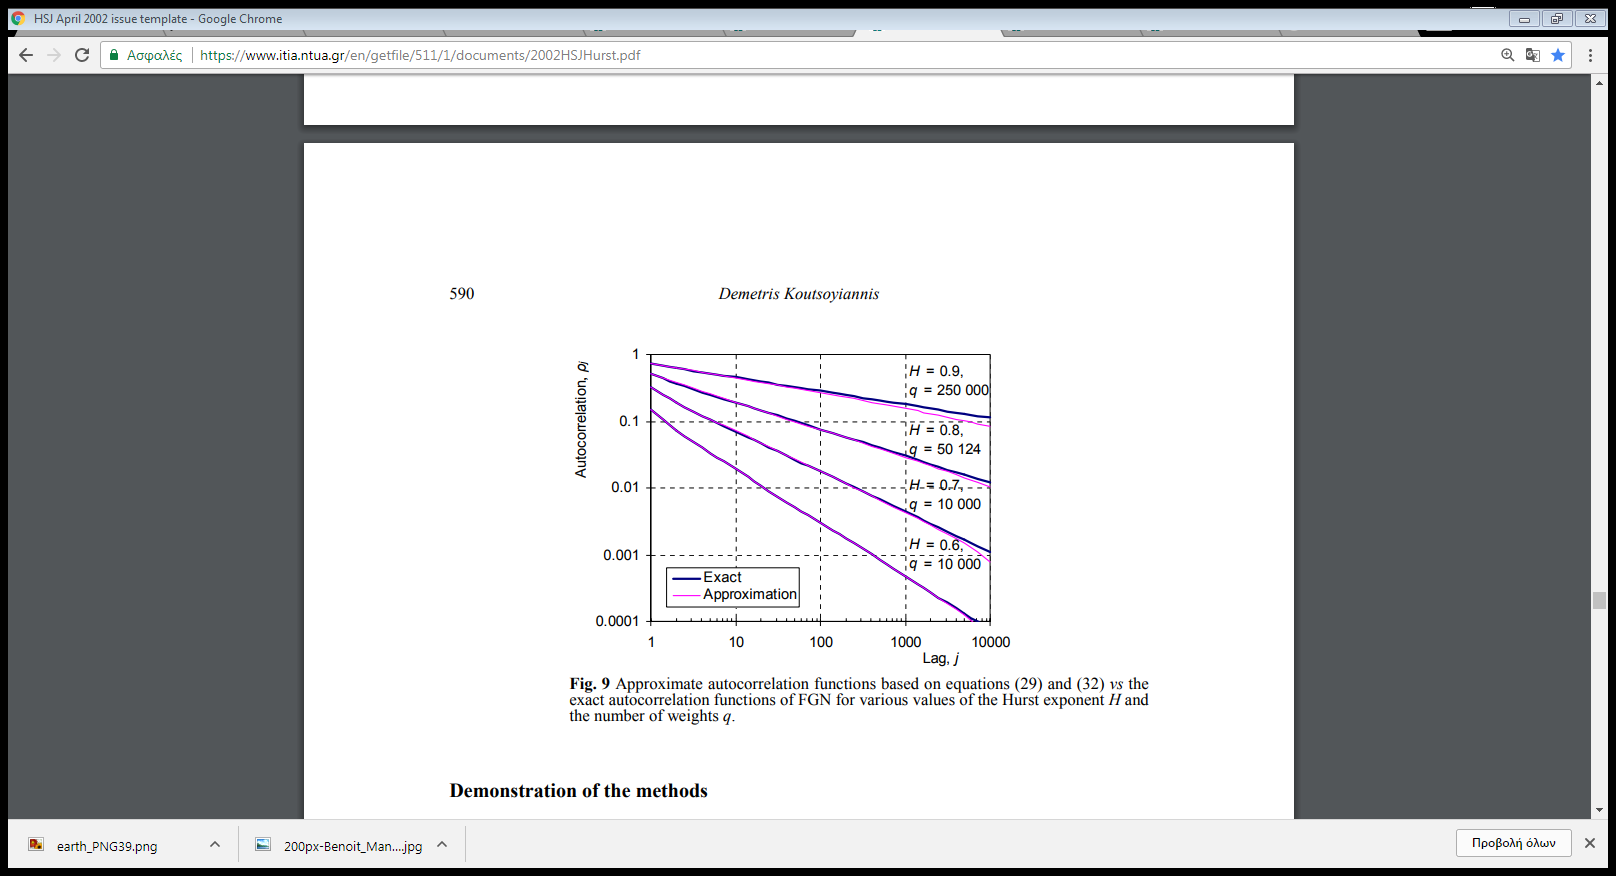 HSJ April 2002 issue template - Google Chrome
Ασφαλές
https://www.itia.ntua.gr/en/getfile/511/1/documents/2002HSJHurst.pdf
590
Demetris Koutsoyiannis
Autocorrelation, ρj
1
0.1
0.01
0.001
0.0001
H = 0.9,
q = 250 000
H = 0.8,
q = 50 124
H = 0.7,
q = 10 000
H = 0.6,
q = 10 000
Exact
Approximation
1 10 100 1000 10000
Lag, j
Fig. 9 Approximate autocorrelation functions based on equations (29) and (32) vs the
exact autocorrelation functions of FGN for various values of the Hurst exponent H and
the number of weights q.
Demonstration of the methods
earth_PNG39.png
200px-Benoit_Man....jpg
Προβολή όλων